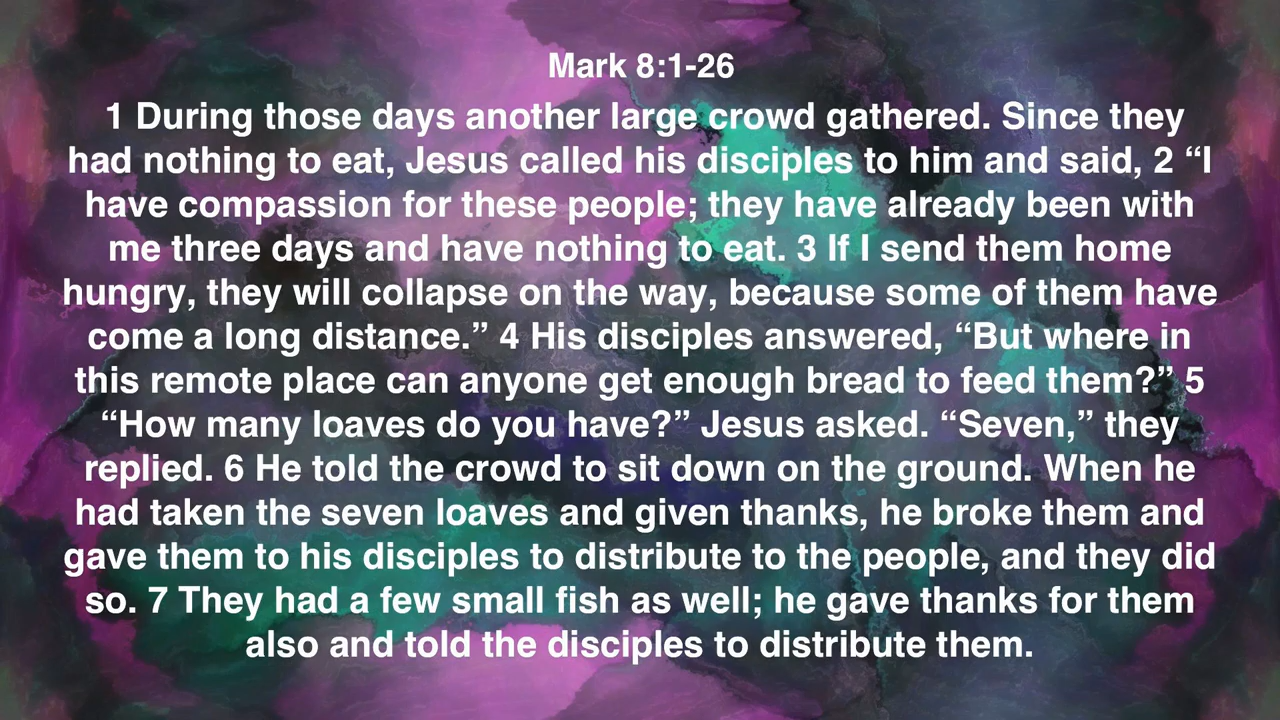 Mark 8:1-26
1 During those days another large crowd gathered. Since they
had nothing to eat, Jesus called his disciples to him and said, 2 “I
have compassion for these people; they have already been with
me three days and have nothing to eat. 3 If I send them home
hungry, they will collapse on the way, because some of them have
come a long distance.” 4 His disciples answered, “But where in
this remote place can anyone get enough bread to feed them?” 5
“How many loaves do you have?” Jesus asked. “Seven,” they
replied. 6 He told the crowd to sit down on the ground. When he
had taken the seven loaves and given thanks, he broke them and
gave them to his disciples to distribute to the people, and they did
so. 7 They had a few small fish as well; he gave thanks for them
also and told the disciples to distribute them.